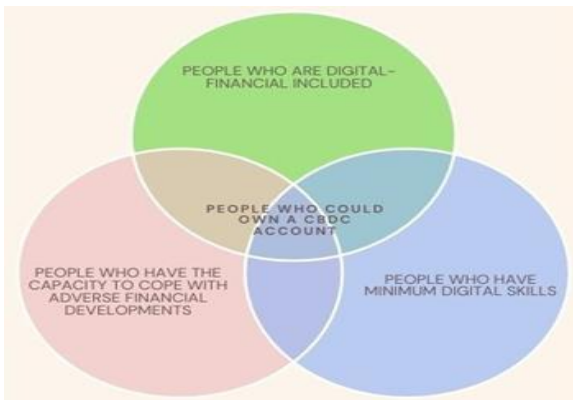 PEOPLE WHO ARE DIGITAL-
FINANCIAL INCLUDED
PEOPLE WHO COULD
OWN A CBDC
ACCOUNT
PEOPLE WHO HAVE THE
CAPACITY TO COPE WITH
ADVERSE FINANCIAL
DEVELOPMENTS
PEOPLE WHO HAVE
MINIMUM DIGITAL SKILLS